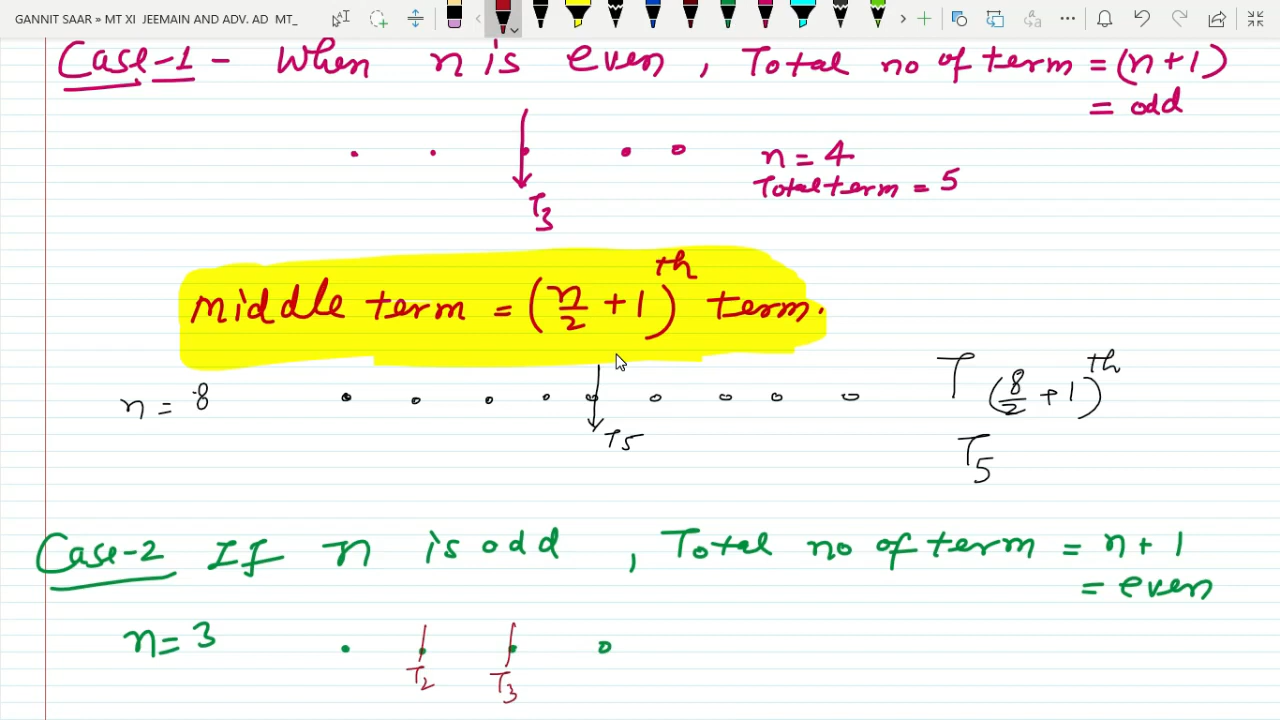 GANNIT SAAR » MT XI JEEMAIN AND ADV. AD MT_
Case-1 - When n is even, Total no of term = (n+1)
= odd
n = 4
Total term = 5
T3
middle term = (n/2 + 1)th term.
n = 8
T(8/2 + 1)th
T5
T5
Case-2 If n is odd, Total no of term = n + 1
= even
n = 3
T2 T3